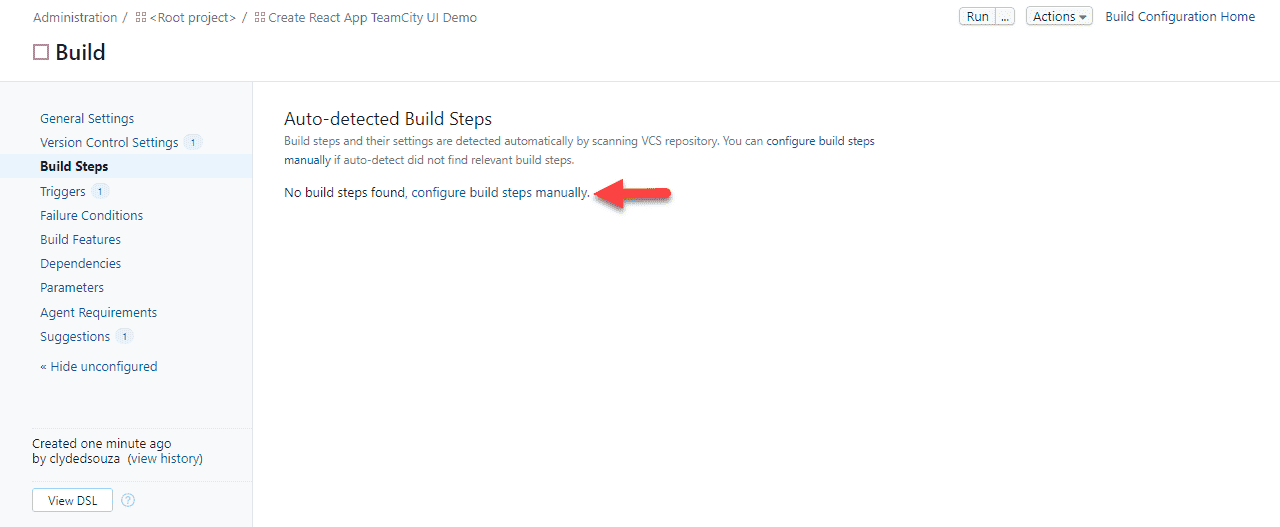 Administration / <Root project> / Create React App TeamCity UI Demo
Run ... Actions Build Configuration Home
Build
General Settings
Version Control Settings 1
Build Steps
Triggers 1
Failure Conditions
Build Features
Dependencies
Parameters
Agent Requirements
Suggestions 1
« Hide unconfigured
Created one minute ago
by clydedsouza (view history)
View DSL ?
Auto-detected Build Steps
Build steps and their settings are detected automatically by scanning VCS repository. You can configure build steps
manually if auto-detect did not find relevant build steps.
No build steps found, configure build steps manually.